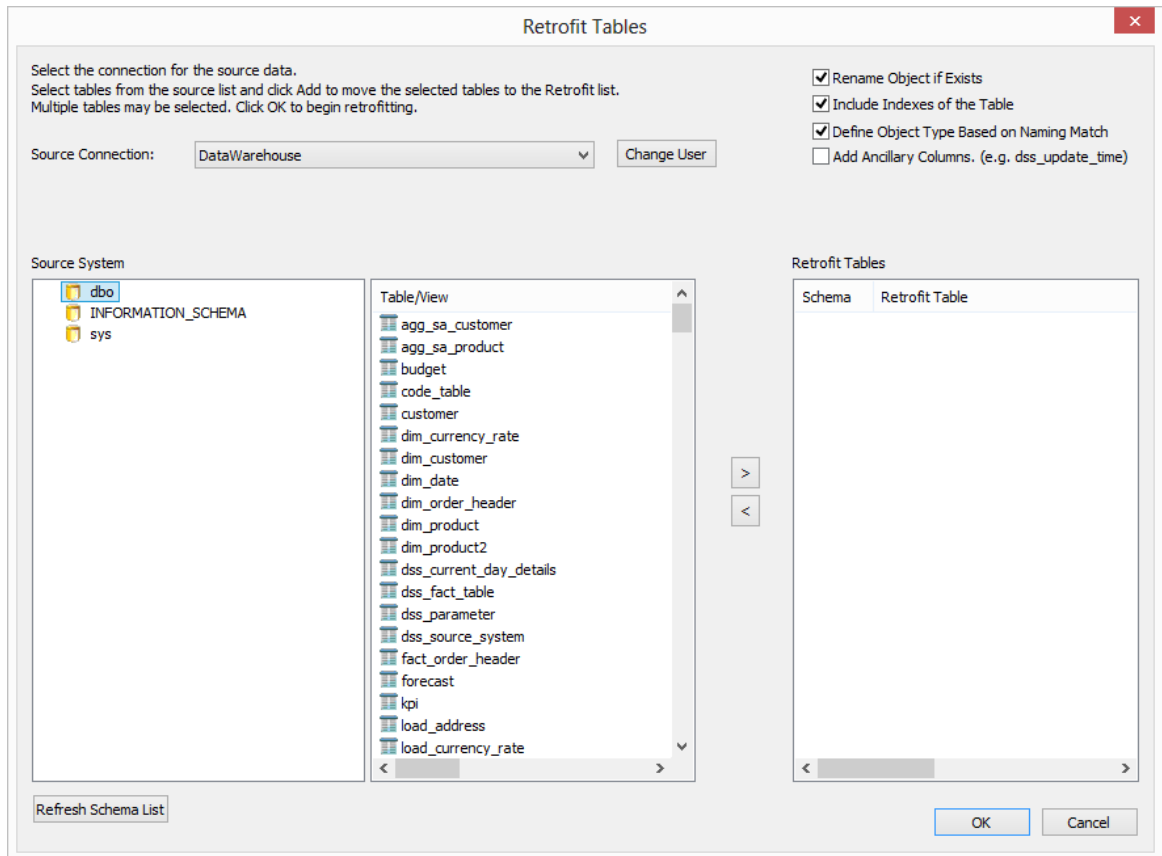 Retrofit Tables
Select the connection for the source data.
Select tables from the source list and click Add to move the selected tables to the Retrofit list.
Multiple tables may be selected. Click OK to begin retrofitting.
Rename Object if Exists
Include Indexes of the Table
Define Object Type Based on Naming Match
Add Ancillary Columns. (e.g. dss_update_time)
Source Connection:
DataWarehouse
Change User
Source System
dbo
INFORMATION_SCHEMA
sys
Table/View
agg_sa_customer
agg_sa_product
budget
code_table
customer
dim_currency_rate
dim_customer
dim_date
dim_order_header
dim_product
dim_product2
dss_current_day_details
dss_fact_table
dss_parameter
dss_source_system
fact_order_header
forecast
kpi
load_address
load_currency_rate
>
<
Retrofit Tables
Schema Retrofit Table
Refresh Schema List
OK
Cancel